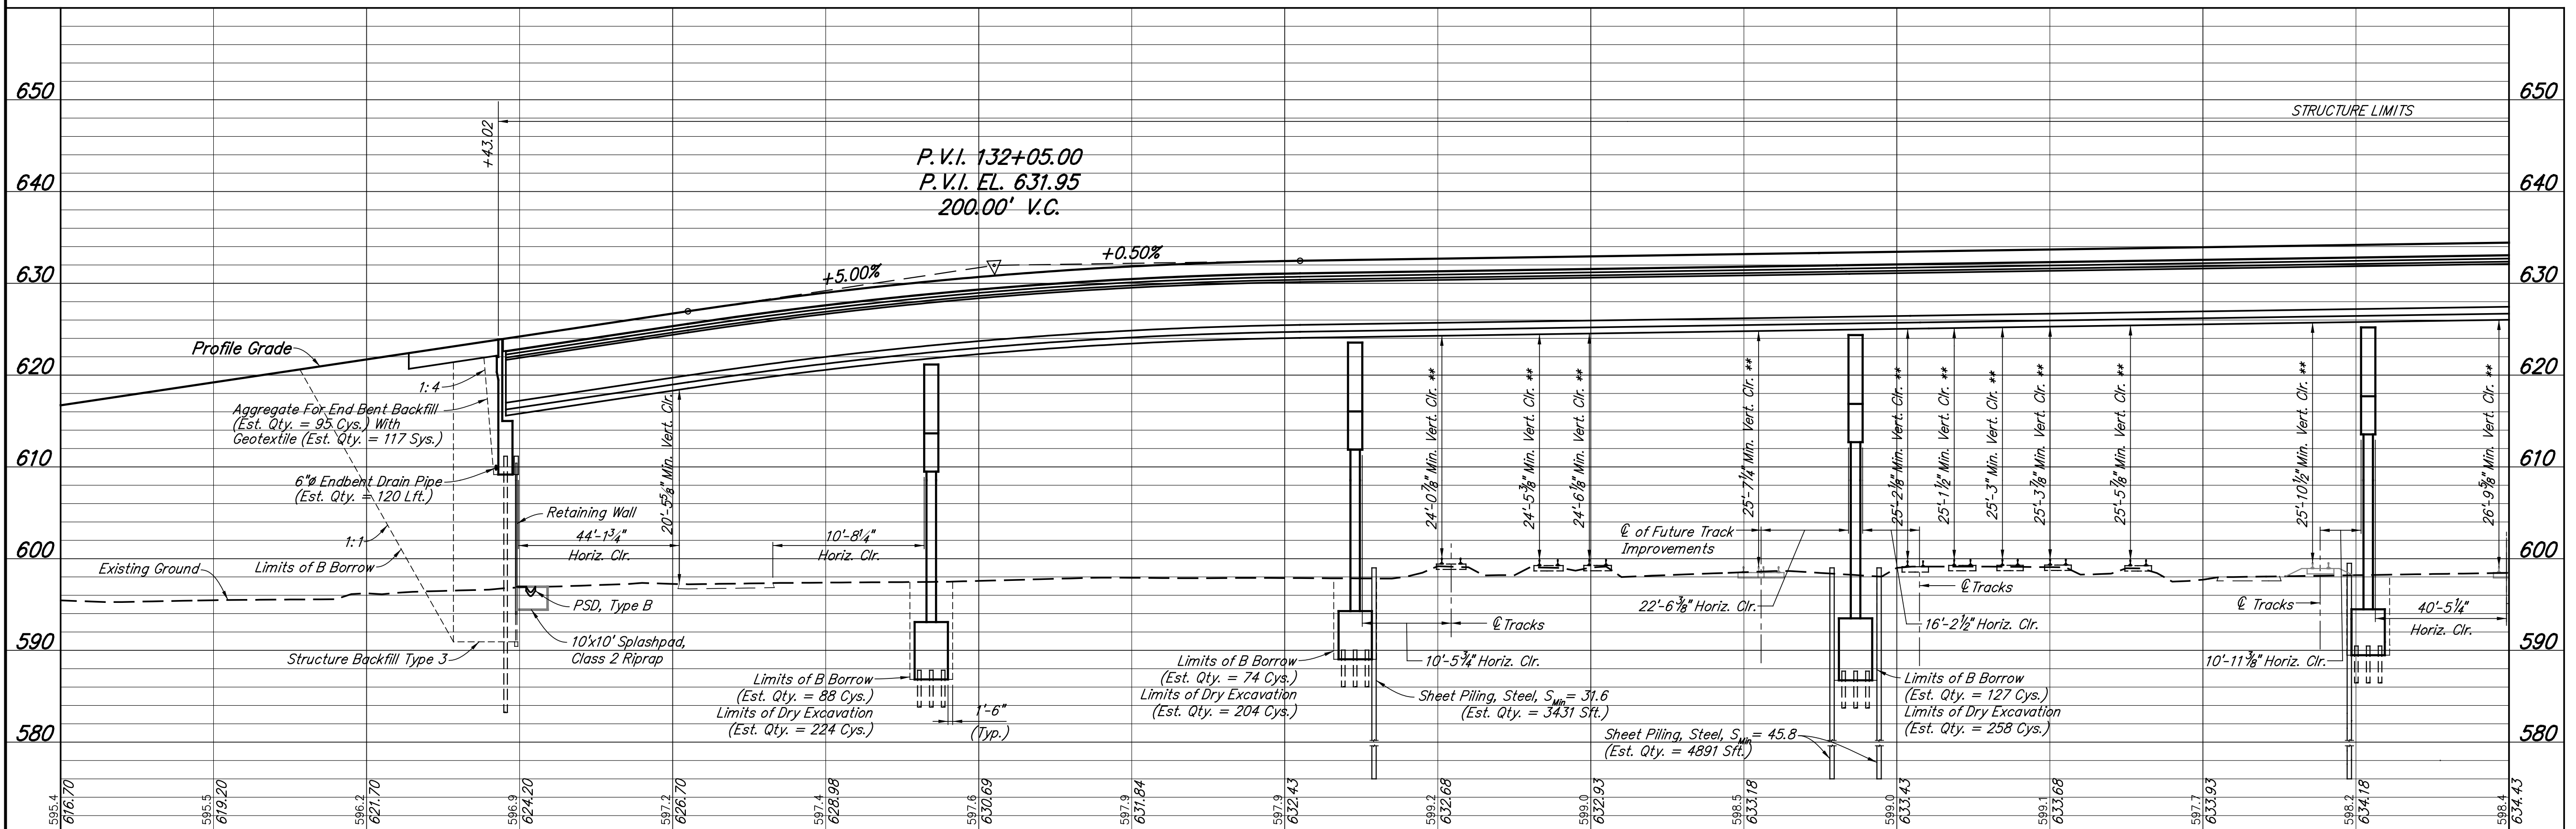 650
650
STRUCTURE LIMITS
+43.02
P.V.I. 132+05.00
P.V.I. EL. 631.95
200.00' V.C.
640
640
+5.00%
+0.50%
630
630
Profile Grade
620
620
1:4
Aggregate For End Bent Backfill
(Est. Qty. = 95 Cys.) With
Geotextile (Est. Qty. = 117 Sys.)
20'-5⅝" Min. Vert. Clr.
24'-0⅞" Min. Vert. Clr. **
24'-5⅜" Min. Vert. Clr. **
24'-6⅛" Min. Vert. Clr. **
25'-7¼" Min. Vert. Clr. **
25'-2⅛" Min. Vert. Clr. **
25'-1½" Min. Vert. Clr. **
25'-3" Min. Vert. Clr. **
25'-3⅛" Min. Vert. Clr. **
25'-5⅞" Min. Vert. Clr. **
25'-10½" Min. Vert. Clr. **
26'-9⅝" Min. Vert. Clr. **
610
610
6"ø Endbent Drain Pipe
(Est. Qty. = 120 Lft.)
Retaining Wall
44'-1¾"
Horiz. Clr.
10'-8¼"
Horiz. Clr.
℄ of Future Track
Improvements
1:1
600
600
Existing Ground
Limits of B Borrow
PSD, Type B
10'x10' Splashpad,
Class 2 Riprap
Structure Backfill Type 3
590
590
Limits of B Borrow
(Est. Qty. = 88 Cys.)
Limits of Dry Excavation
(Est. Qty. = 224 Cys.)
1'-6"
(Typ.)
Limits of B Borrow
(Est. Qty. = 74 Cys.)
Limits of Dry Excavation
(Est. Qty. = 204 Cys.)
℄ Tracks
10'-5¾" Horiz. Clr.
Sheet Piling, Steel, SMin = 31.6
(Est. Qty. = 3431 Sft.)
22'-6⅜" Horiz. Clr.
℄ Tracks
16'-2½" Horiz. Clr.
Limits of B Borrow
(Est. Qty. = 127 Cys.)
Limits of Dry Excavation
(Est. Qty. = 258 Cys.)
Sheet Piling, Steel, SMin = 45.8
(Est. Qty. = 4891 Sft.)
℄ Tracks
10'-11⅜" Horiz. Clr.
40'-5¼"
Horiz. Clr.
580
580
595.4
616.70
595.5
619.20
596.2
621.70
596.9
624.20
597.2
626.70
597.4
628.98
597.6
630.69
597.9
631.84
597.9
632.43
599.2
632.68
599.0
632.93
598.5
633.18
599.0
633.43
599.1
633.68
597.7
633.93
598.2
634.18
598.4
634.43